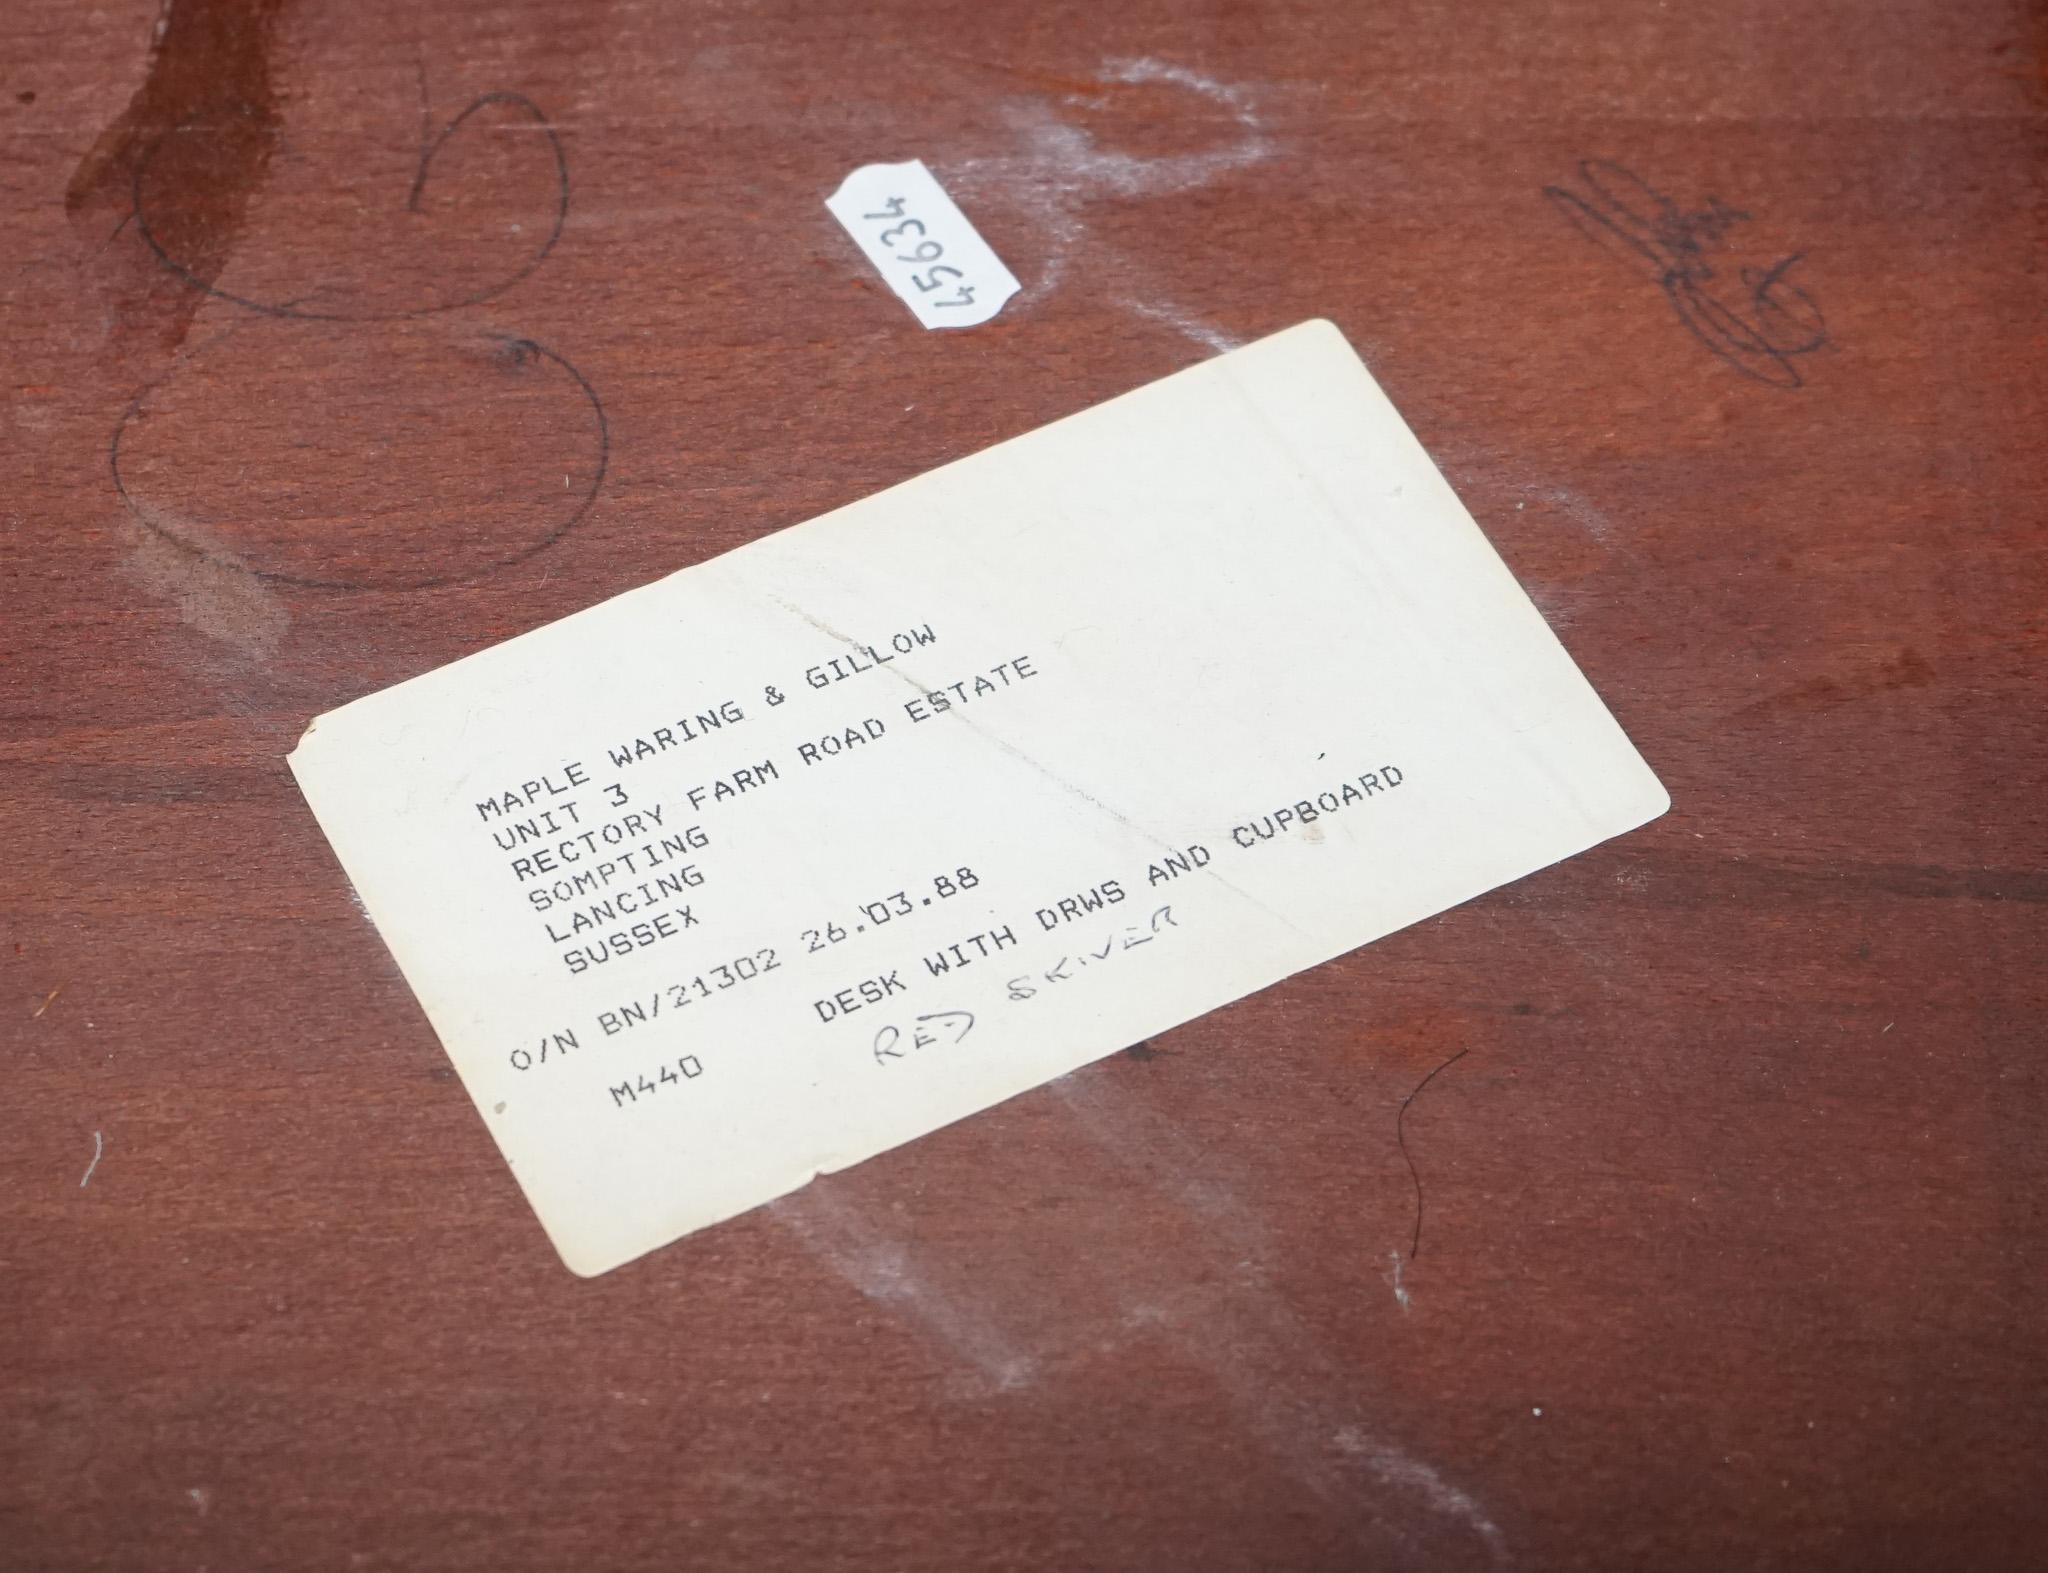 45634
MAPLE WARING & GILLOW
UNIT 3
RECTORY FARM ROAD ESTATE
SOMPTING
LANCING
SUSSEX
O/N BN/21302 26.03.88
M440 DESK WITH DRWS AND CUPBOARD
RED SKIVER